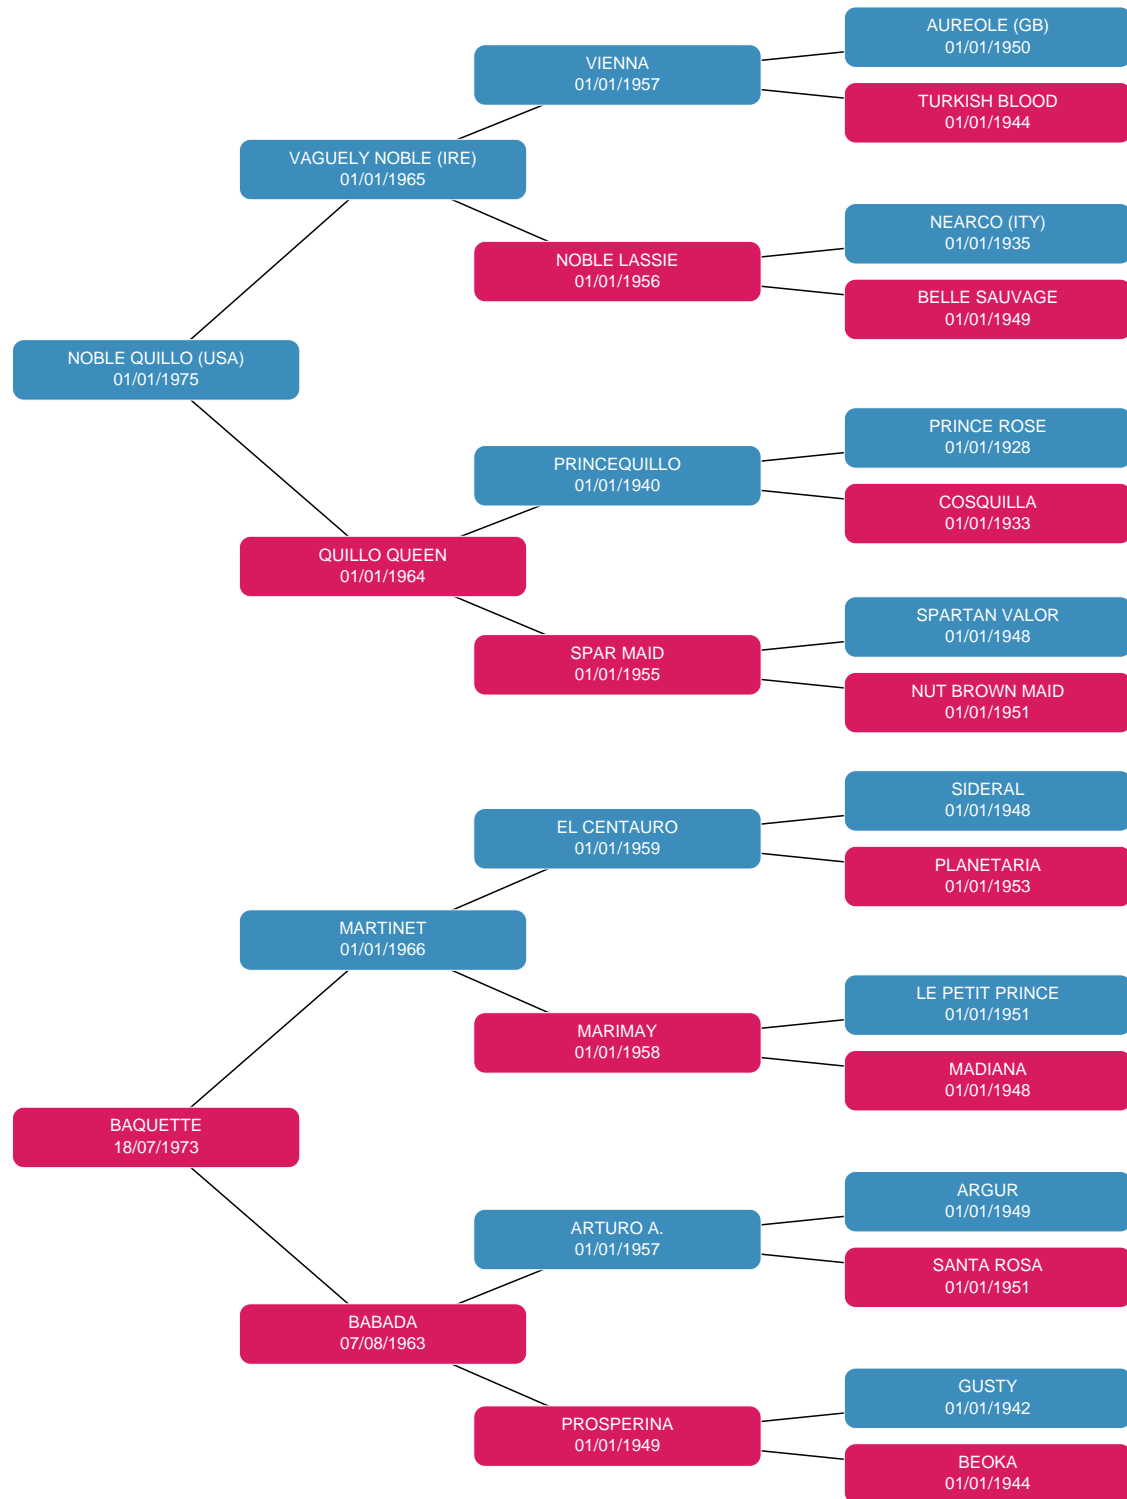 AUREOLE (GB)
01/01/1950
VIENNA
01/01/1957
TURKISH BLOOD
01/01/1944
VAGUELY NOBLE (IRE)
01/01/1965
NEARCO (ITY)
01/01/1935
NOBLE LASSIE
01/01/1956
BELLE SAUVAGE
01/01/1949
NOBLE QUILLO (USA)
01/01/1975
PRINCE ROSE
01/01/1928
PRINCEQUILLO
01/01/1940
COSQUILLA
01/01/1933
QUILLO QUEEN
01/01/1964
SPARTAN VALOR
01/01/1948
SPAR MAID
01/01/1955
NUT BROWN MAID
01/01/1951
SIDERAL
01/01/1948
EL CENTAURO
01/01/1959
PLANETARIA
01/01/1953
MARTINET
01/01/1966
LE PETIT PRINCE
01/01/1951
MARIMAY
01/01/1958
MADIANA
01/01/1948
BAQUETTE
18/07/1973
ARGUR
01/01/1949
ARTURO A.
01/01/1957
SANTA ROSA
01/01/1951
BABADA
07/08/1963
GUSTY
01/01/1942
PROSPERINA
01/01/1949
BEOKA
01/01/1944